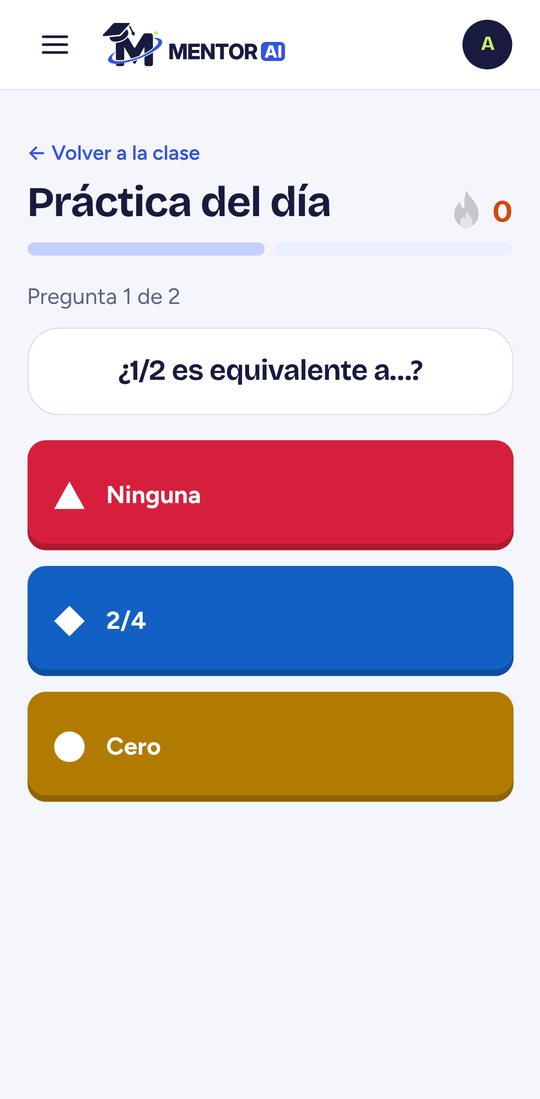 MENTOR AI
A
← Volver a la clase
Práctica del día
0
Pregunta 1 de 2
¿1/2 es equivalente a...?
Ninguna
2/4
Cero